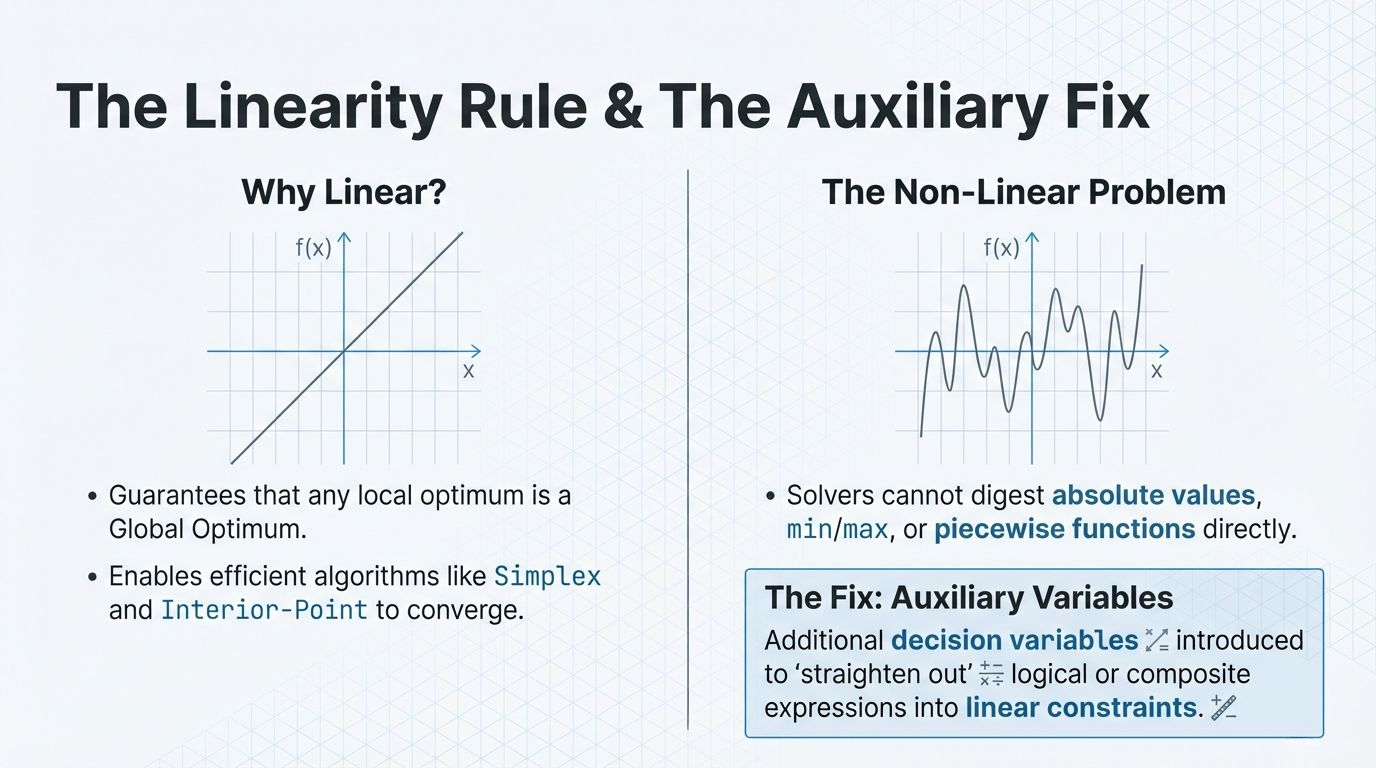 The Linearity Rule & The Auxiliary Fix
Why Linear?
f(x)
x
• Guarantees that any local optimum is a
Global Optimum.
• Enables efficient algorithms like Simplex
and Interior-Point to converge.
The Non-Linear Problem
f(x)
x
• Solvers cannot digest absolute values,
min/max, or piecewise functions directly.
The Fix: Auxiliary Variables
Additional decision variables introduced
to ‘straighten out’ logical or composite
expressions into linear constraints.